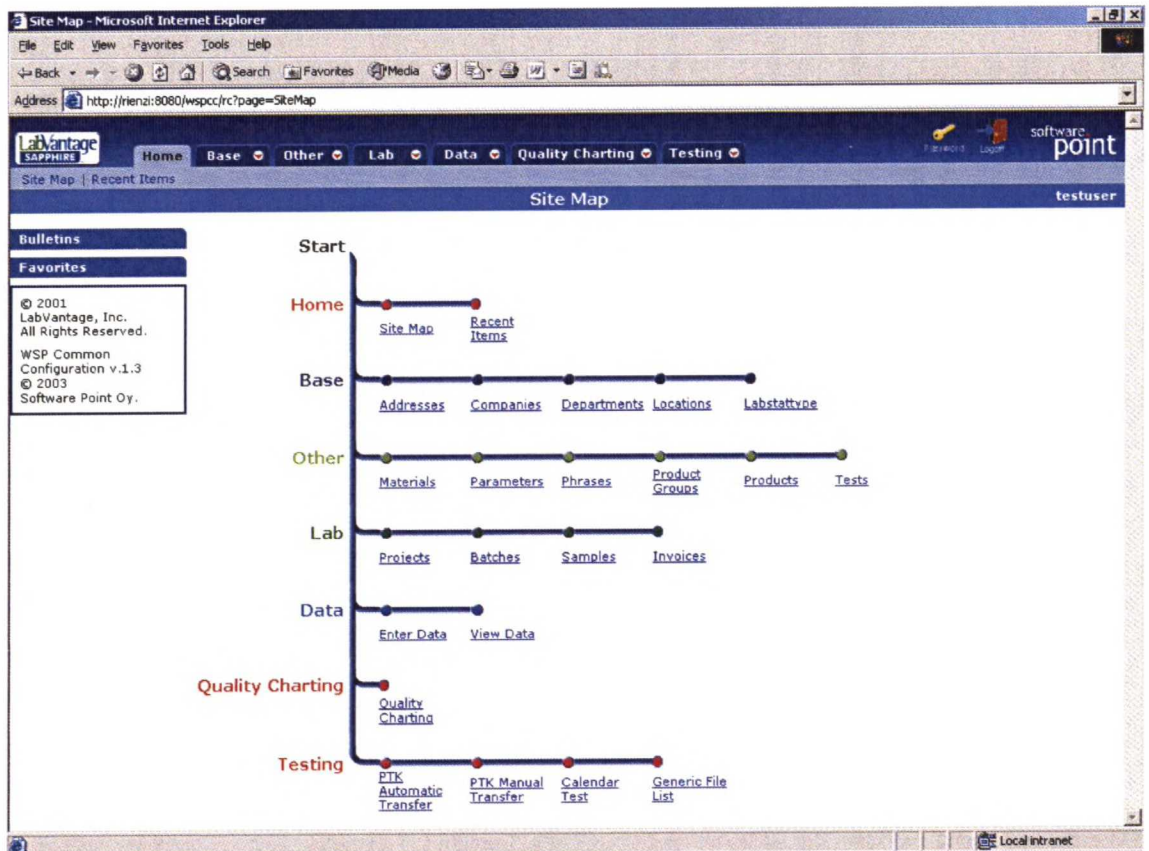 Site Map - Microsoft Internet Explorer
File Edit View Favorites Tools Help
Back Search Favorites Media
Address http://rienzi:8080/wspcc/rc?page=SiteMap
LabVantage
SAPPHIRE
Home Base Other Lab Data Quality Charting Testing
Password Logoff
software
point
Site Map | Recent Items
Site Map
testuser
Bulletins
Favorites
© 2001
LabVantage, Inc.
All Rights Reserved.
WSP Common
Configuration v.1.3
© 2003
Software Point Oy.
Start
Home
Site Map
Recent
Items
Base
Addresses Companies Departments Locations Labstattype
Other
Materials Parameters Phrases Product Groups Products Tests
Lab
Projects Batches Samples Invoices
Data
Enter Data View Data
Quality Charting
Quality
Charting
Testing
PTK
Automatic
Transfer
PTK Manual
Transfer
Calendar
Test
Generic File
List
Local intranet